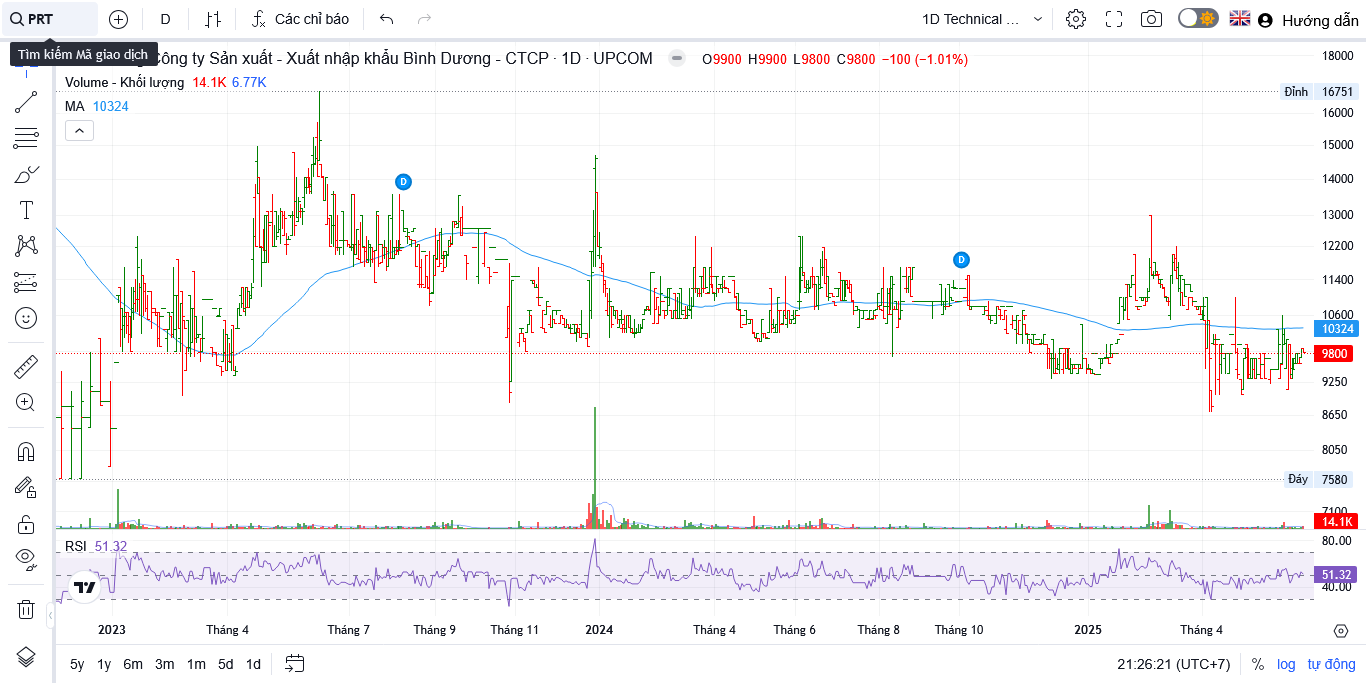 PRT
D
Các chỉ báo
1D Technical ...
Hướng dẫn
Tìm kiếm Mã giao dịch
Công ty Sản xuất - Xuất nhập khẩu Bình Dương - CTCP · 1D · UPCOM
O9900 H9900 L9800 C9800 −100 (−1.01%)
Volume - Khối lượng 14.1K 6.77K
MA 10324
18000
Đỉnh 16751
16000
15000
14000
13000
12200
11400
10600
10324
9800
9250
8650
8050
Đáy 7580
7100
14.1K
D
D
RSI 51.32
80.00
51.32
40.00
2023 Tháng 4 Tháng 7 Tháng 9 Tháng 11 2024 Tháng 4 Tháng 6 Tháng 8 Tháng 10 2025 Tháng 4
5y 1y 6m 3m 1m 5d 1d
21:26:21 (UTC+7) % log tự động